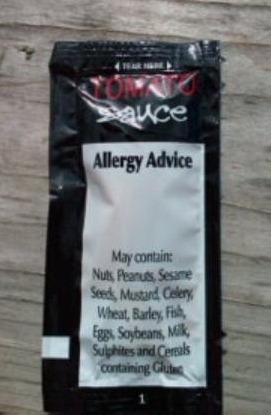 TEAR HERE
TOMATO
sauce
Allergy Advice
May contain:
Nuts, Peanuts, Sesame
Seeds, Mustard, Celery,
Wheat, Barley, Fish,
Eggs, Soybeans, Milk,
Sulphites and Cereals
containing Gluten
1